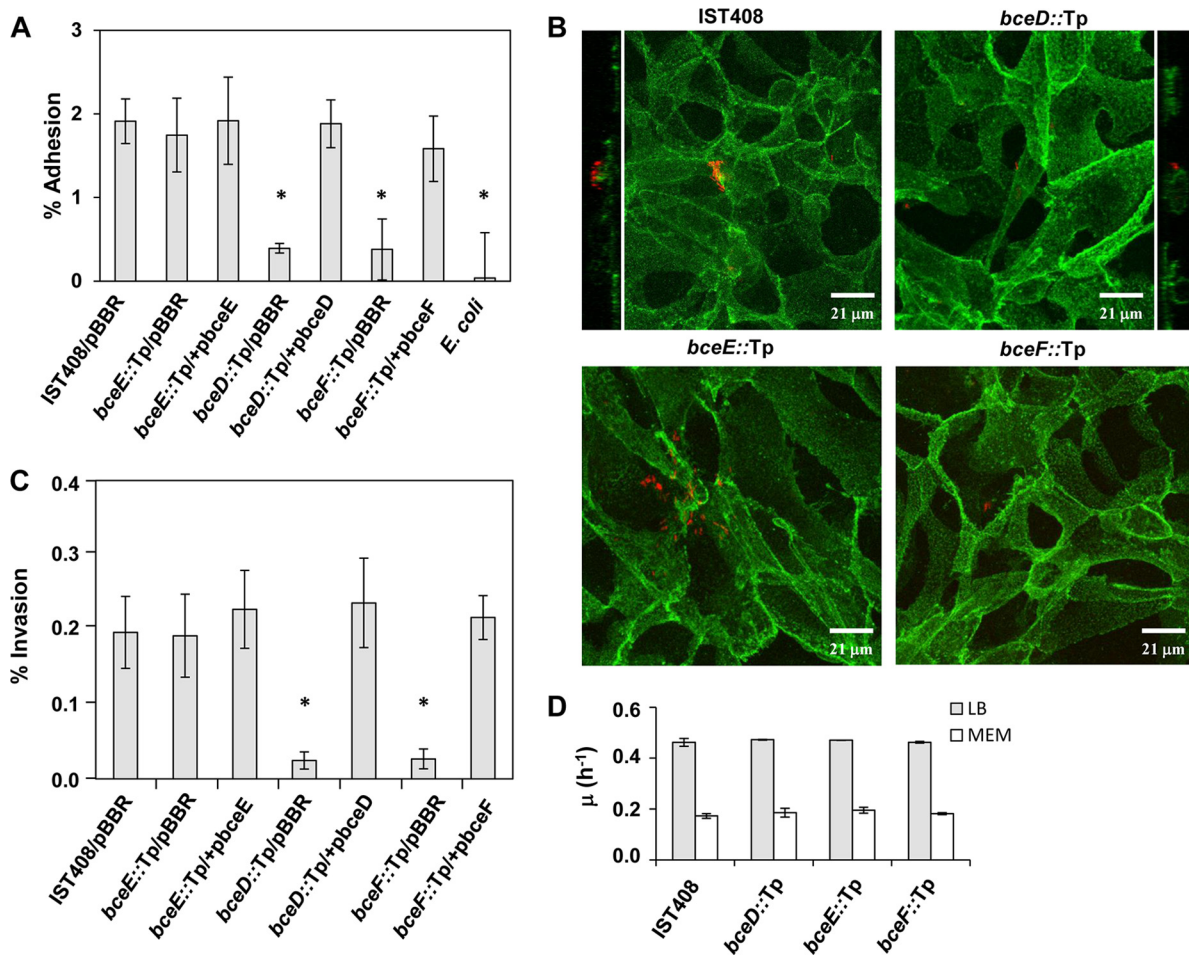 A
% Adhesion
3
2
1
0
*
*
*
IST408/pBBR
bceE::Tp/pBBR
bceE::Tp/+pbceE
bceD::Tp/pBBR
bceD::Tp/+pbceD
bceF::Tp/pBBR
bceF::Tp/+pbceF
E. coli
B
IST408
bceD::Tp
21 μm
21 μm
bceE::Tp
bceF::Tp
21 μm
21 μm
C
% Invasion
0.4
0.3
0.2
0.1
0.0
*
*
IST408/pBBR
bceE::Tp/pBBR
bceE::Tp/+pbceE
bceD::Tp/pBBR
bceD::Tp/+pbceD
bceF::Tp/pBBR
bceF::Tp/+pbceF
D
μ (h⁻¹)
0.6
0.4
0.2
0.0
LB
MEM
IST408
bceD::Tp
bceE::Tp
bceF::Tp